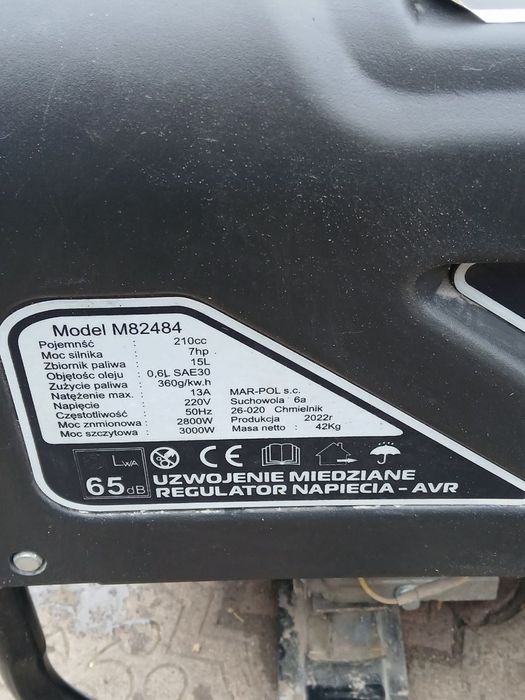 Model M82484
Pojemnść : 210cc
Moc silnika : 7hp
Zbiornik paliwa : 15L
Objętośc oleju : 0,6L SAE30
Zużycie paliwa : 360g/kw.h
Natężenie max. : 13A
Napięcie : 220V
Częstotliwość : 50Hz
Moc znmionowa : 2800W
Moc szczytowa : 3000W
MAR-POL s.c.
Suchowola 6a
26-020 Chmielnik
Produkcja : 2022r
Masa netto : 42Kg
LWA
65dB
CE
UZWOJENIE MIEDZIANE
REGULATOR NAPIECIA - AVR